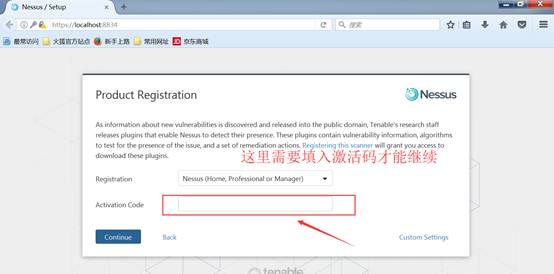 Nessus / Setup
https://localhost:8834
搜索
最常访问 火狐官方站点 新手上路 常用网址 JD 京东商城
Product Registration
Nessus
As information about new vulnerabilities is discovered and released into the public domain, Tenable's research staff
releases plugins that enable Nessus to detect their presence. These plugins contain vulnerability information, algorithms
to test for the presence of the issue, and a set of remediation actions. Registering this scanner will grant you access to
download these plugins.
这里需要填入激活码才能继续
Registration
Nessus (Home, Professional or Manager)
Activation Code
Continue
Back
Custom Settings
tenable